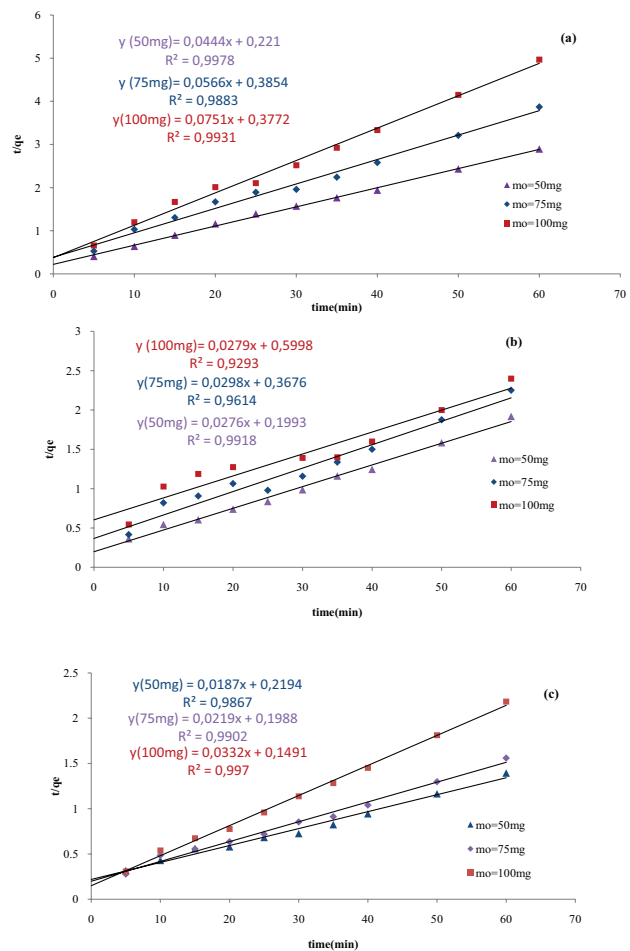 (a)
y (50mg)= 0,0444x + 0,221
R² = 0,9978
y (75mg)= 0,0566x + 0,3854
R² = 0,9883
y(100mg)= 0,0751x + 0,3772
R² = 0,9931
6
5
4
3
2
1
0
t/qe
mo=50mg
mo=75mg
mo=100mg
0 10 20 30 40 50 60 70
time(min)
(b)
y (100mg)= 0,0279x + 0,5998
R² = 0,9293
y(75mg)= 0,0298x + 0,3676
R² = 0,9614
y(50mg)= 0,0276x + 0,1993
R² = 0,9918
3
2.5
2
1.5
1
0.5
0
t/qe
mo=50mg
mo=75mg
mo=100mg
0 10 20 30 40 50 60 70
time(min)
(c)
y(50mg)= 0,0187x + 0,2194
R² = 0,9867
y(75mg)= 0,0219x + 0,1988
R² = 0,9902
y(100mg)= 0,0332x + 0,1491
R² = 0,997
2.5
2
1.5
1
0.5
0
t/qe
mo=50mg
mo=75mg
mo=100mg
0 10 20 30 40 50 60 70
time(min)